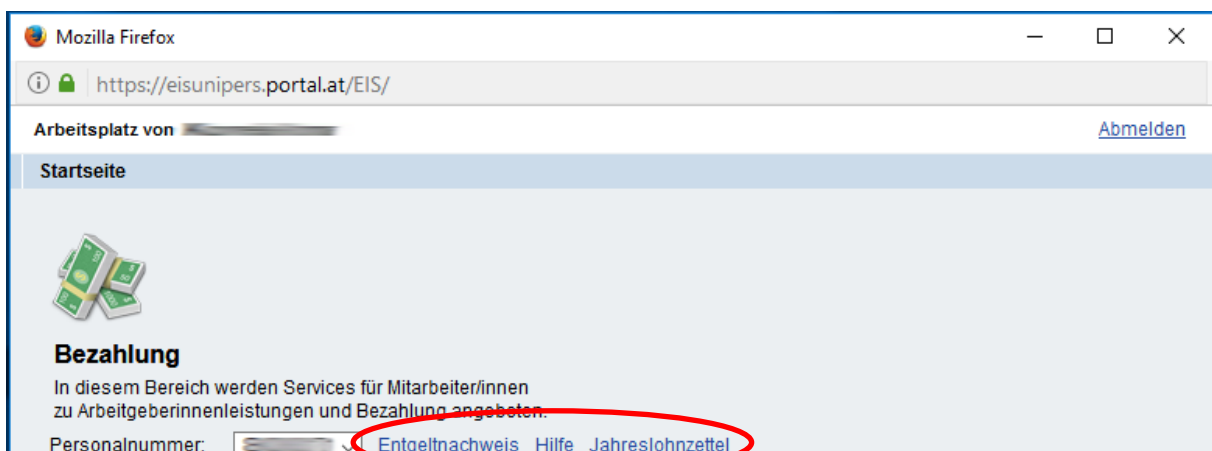 Mozilla Firefox
https://eisunipers.portal.at/EIS/
Arbeitsplatz von
Abmelden
Startseite
Bezahlung
In diesem Bereich werden Services für Mitarbeiter/innen
zu Arbeitgeberinnenleistungen und Bezahlung angeboten.
Personalnummer: Entgeltnachweis Hilfe Jahreslohnzettel